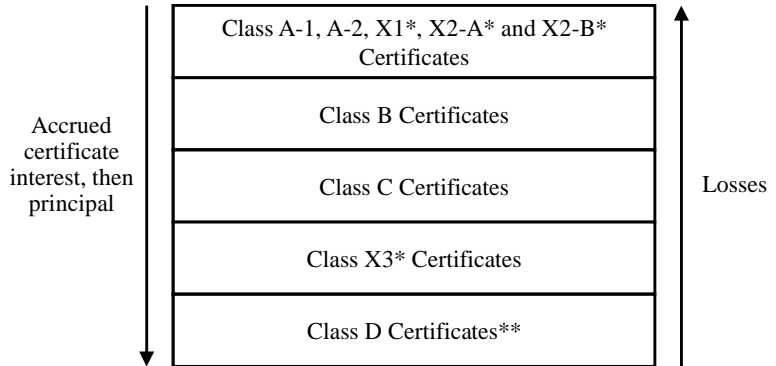 Class A-1, A-2, X1*, X2-A* and X2-B*
Certificates
Class B Certificates
Accrued
certificate
interest, then
principal
Class C Certificates
Losses
Class X3* Certificates
Class D Certificates**